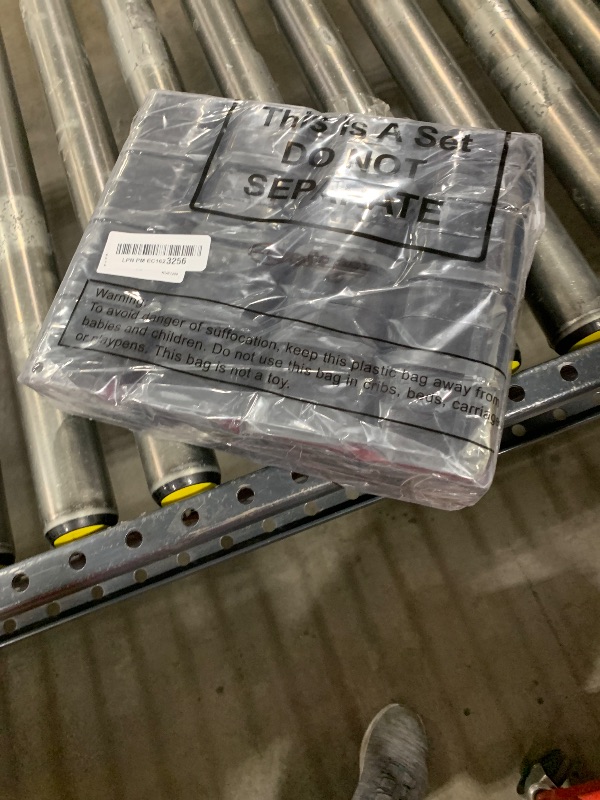 This Is A Set
DO NOT
SEPARATE
Warning:
To avoid danger of suffocation, keep this plastic bag away from
babies and children. Do not use this bag in cribs, beds, carriages
or playpens. This bag is not a toy.